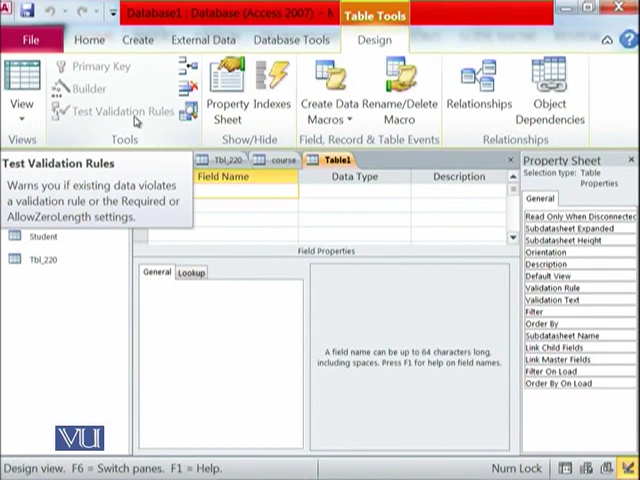 Database1 : Database (Access 2007) -
Table Tools
File
Home
Create
External Data
Database Tools
Design
View
Primary Key
Builder
Test Validation Rules
Property
Sheet
Indexes
Create Data
Macros
Rename/Delete
Macro
Relationships
Object
Dependencies
Views
Tools
Show/Hide
Field, Record & Table Events
Relationships
Test Validation Rules
Warns you if existing data violates
a validation rule or the Required or
AllowZeroLength settings.
Student
Tbl_220
Tbl_220
course
Table1
Field Name
Data Type
Description
Field Properties
General
Lookup
A field name can be up to 64 characters long,
including spaces. Press F1 for help on field names.
Property Sheet
Selection type: Table
Properties
General
Read Only When Disconnected
Subdatasheet Expanded
Subdatasheet Height
Orientation
Description
Default View
Validation Rule
Validation Text
Filter
Order By
Subdatasheet Name
Link Child Fields
Link Master Fields
Filter On Load
Order By On Load
VU
Design view. F6 = Switch panes. F1 = Help.
Num Lock